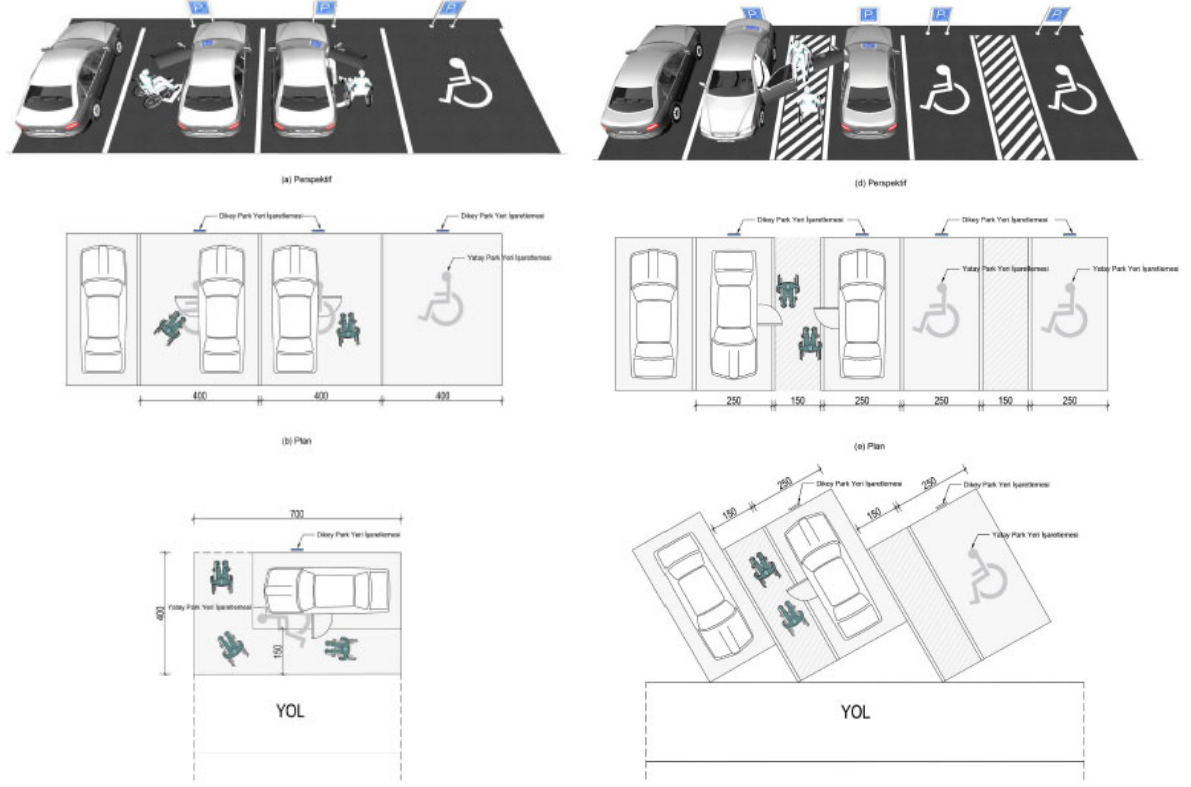 P P P
P P P P
(a) Perspektif
(d) Perspektif
Dikey Park Yeri İşaretlemesi
Dikey Park Yeri İşaretlemesi
Yatay Park Yeri İşaretlemesi
400 400 400
(b) Plan
Dikey Park Yeri İşaretlemesi
Dikey Park Yeri İşaretlemesi
Yatay Park Yeri İşaretlemesi
Yatay Park Yeri İşaretlemesi
250 150 250 250 150 250
(e) Plan
700
Dikey Park Yeri İşaretlemesi
400
Yatay Park Yeri İşaretlemesi
150
YOL
250
150
Dikey Park Yeri İşaretlemesi
250
150
Dikey Park Yeri İşaretlemesi
Yatay Park Yeri İşaretlemesi
YOL